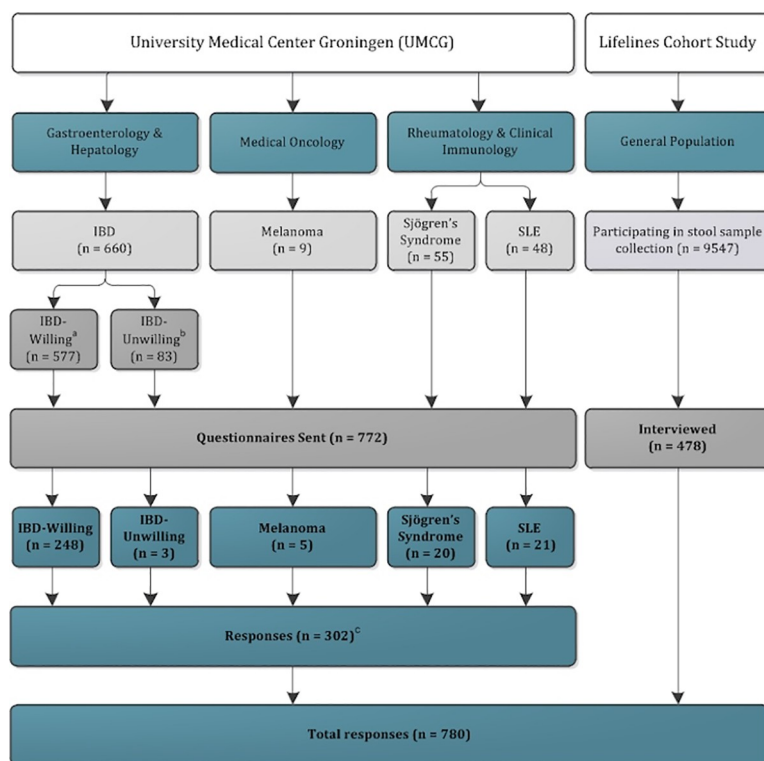 University Medical Center Groningen (UMCG)
Lifelines Cohort Study
Gastroenterology &
Hepatology
Medical Oncology
Rheumatology & Clinical
Immunology
General Population
IBD
(n = 660)
Melanoma
(n = 9)
Sjögren's
Syndrome
(n = 55)
SLE
(n = 48)
Participating in stool sample
collection (n = 9547)
IBD-
Willing^a
(n = 577)
IBD-
Unwilling^b
(n = 83)
Questionnaires Sent (n = 772)
Interviewed
(n = 478)
IBD-Willing
(n = 248)
IBD-
Unwilling
(n = 3)
Melanoma
(n = 5)
Sjögren's
Syndrome
(n = 20)
SLE
(n = 21)
Responses (n = 302)^c
Total responses (n = 780)